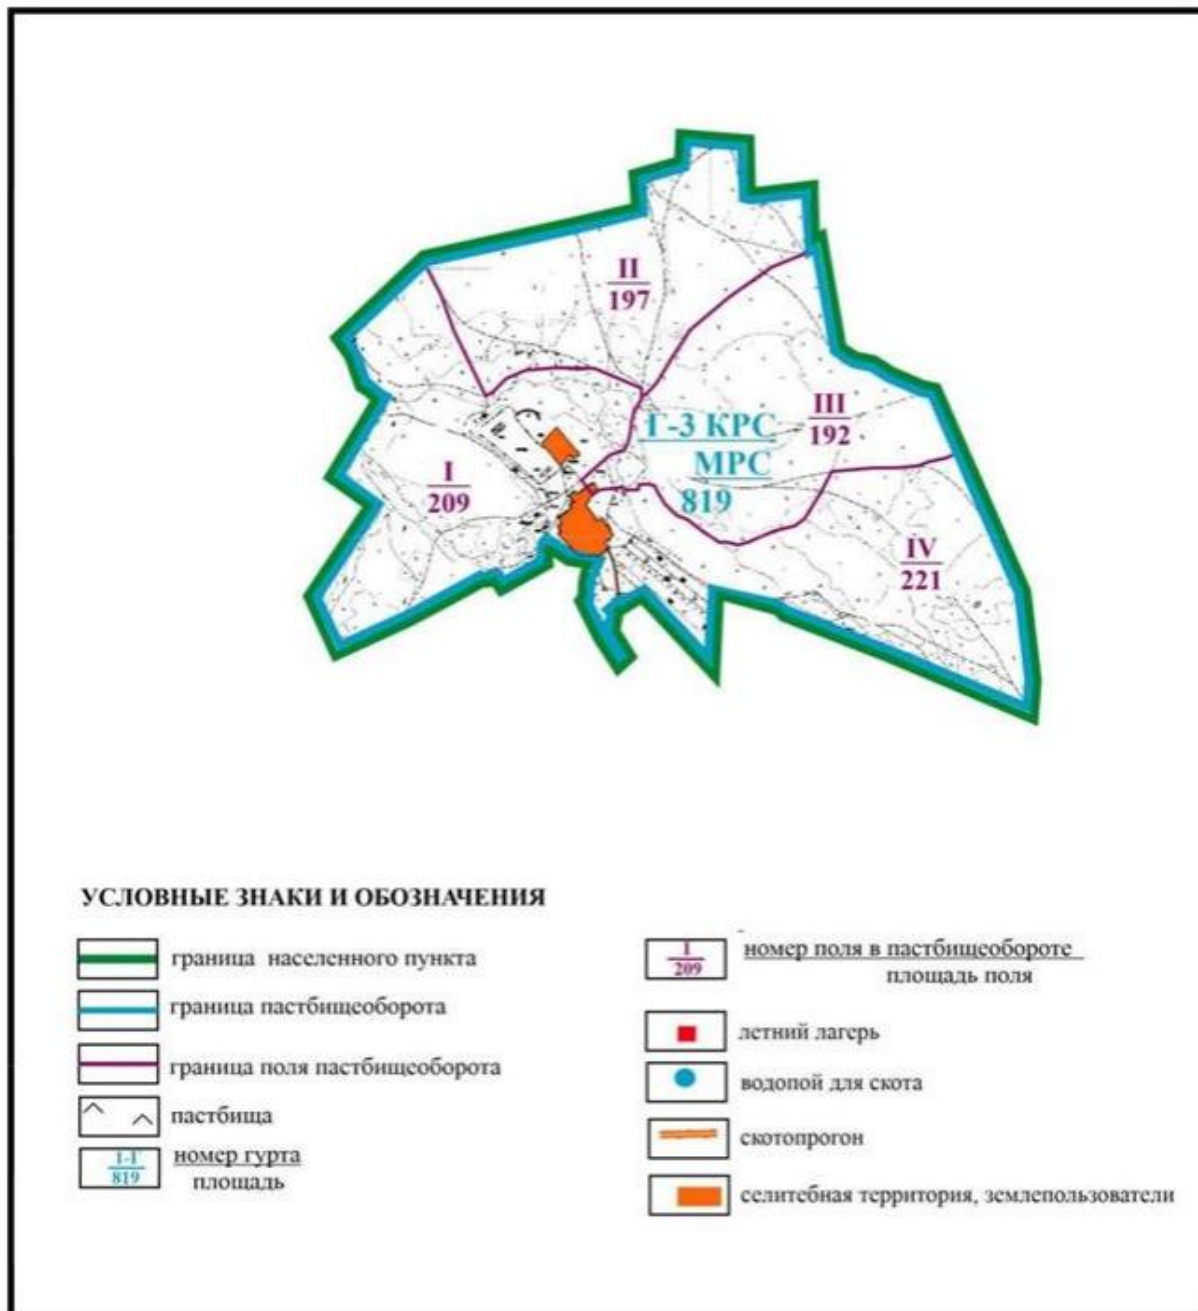 II
197
III
192
Г-3 КРС
МРС
819
I
209
IV
221
УСЛОВНЫЕ ЗНАКИ И ОБОЗНАЧЕНИЯ
граница населенного пункта
граница пастбищеоборота
граница поля пастбищеоборота
пастбища
1-Г
819
номер гурта
площадь
I
209
номер поля в пастбищеобороте
площадь поля
летний лагерь
водопой для скота
скотопрогон
селитебная территория, землепользователи